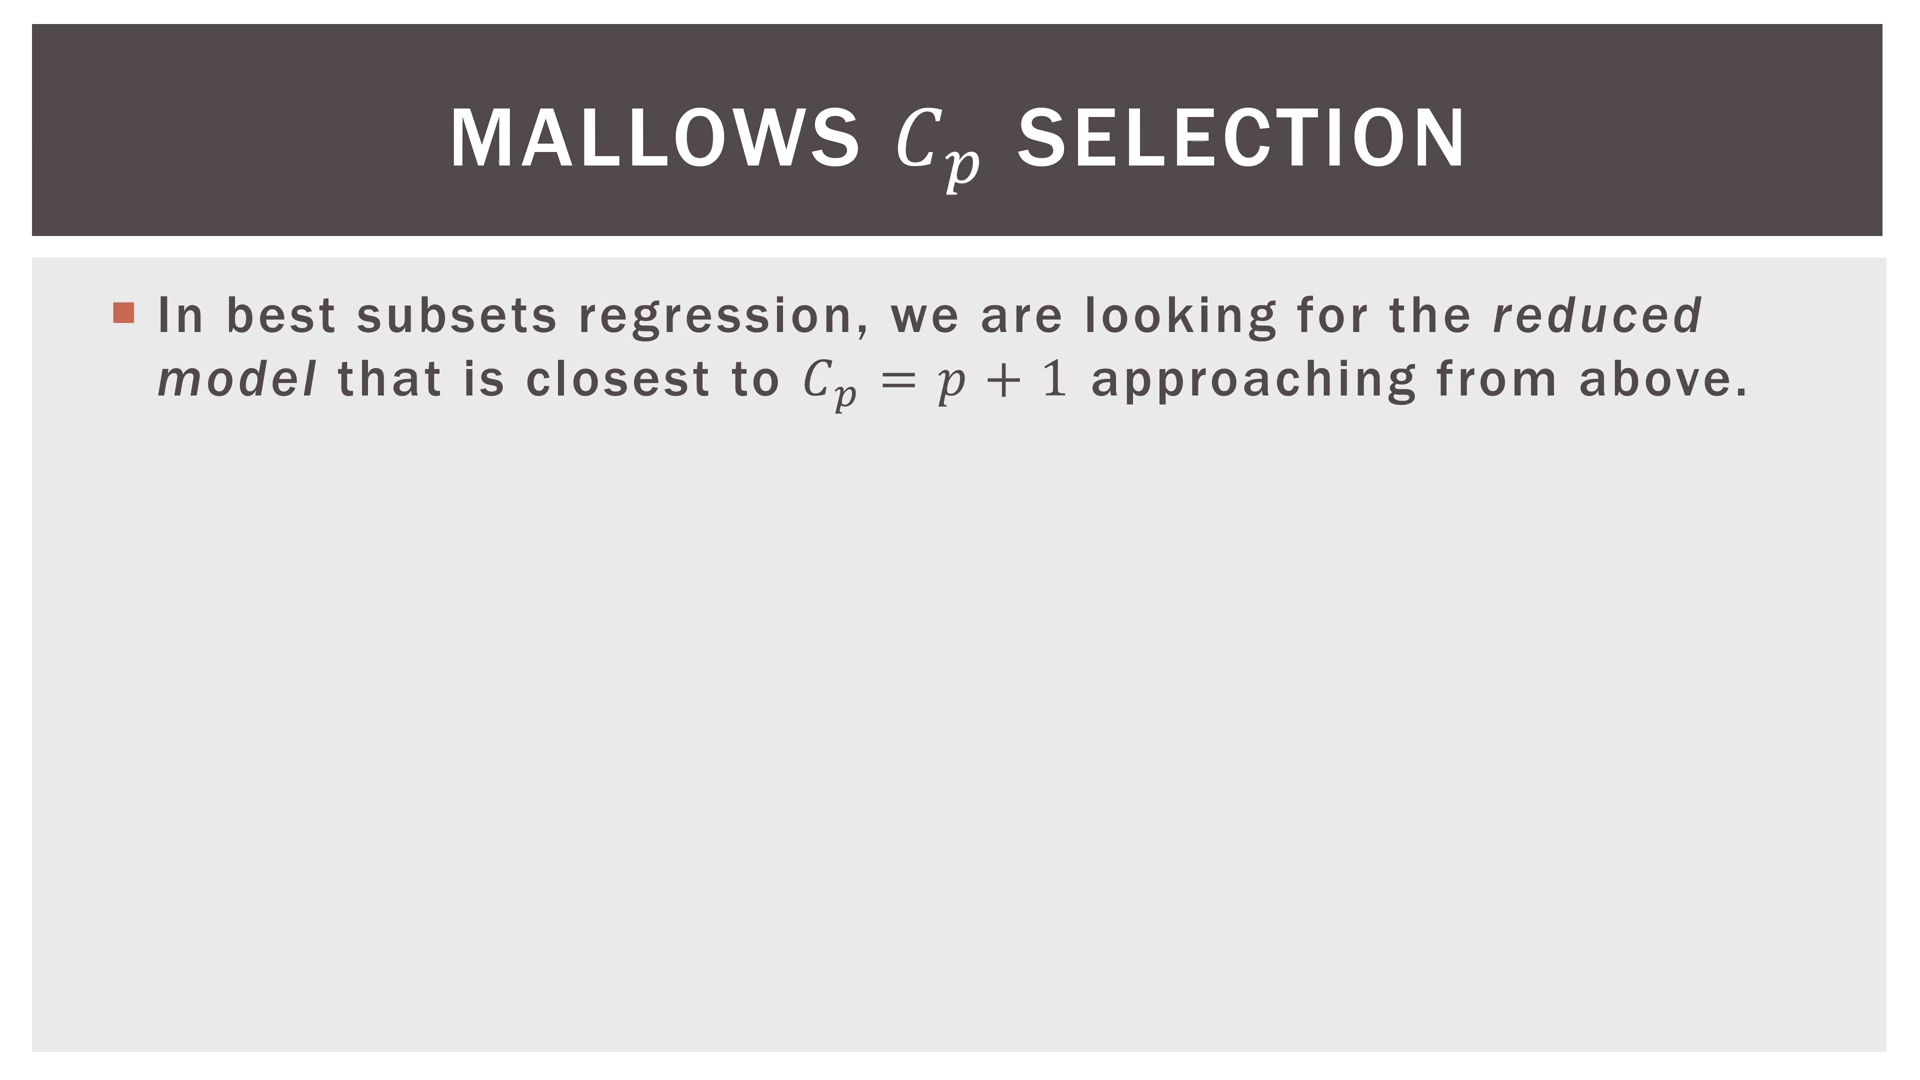 MALLOWS 𝐶ₚ SELECTION
In best subsets regression, we are looking for the reduced
model that is closest to 𝐶ₚ = 𝑝 + 1 approaching from above.